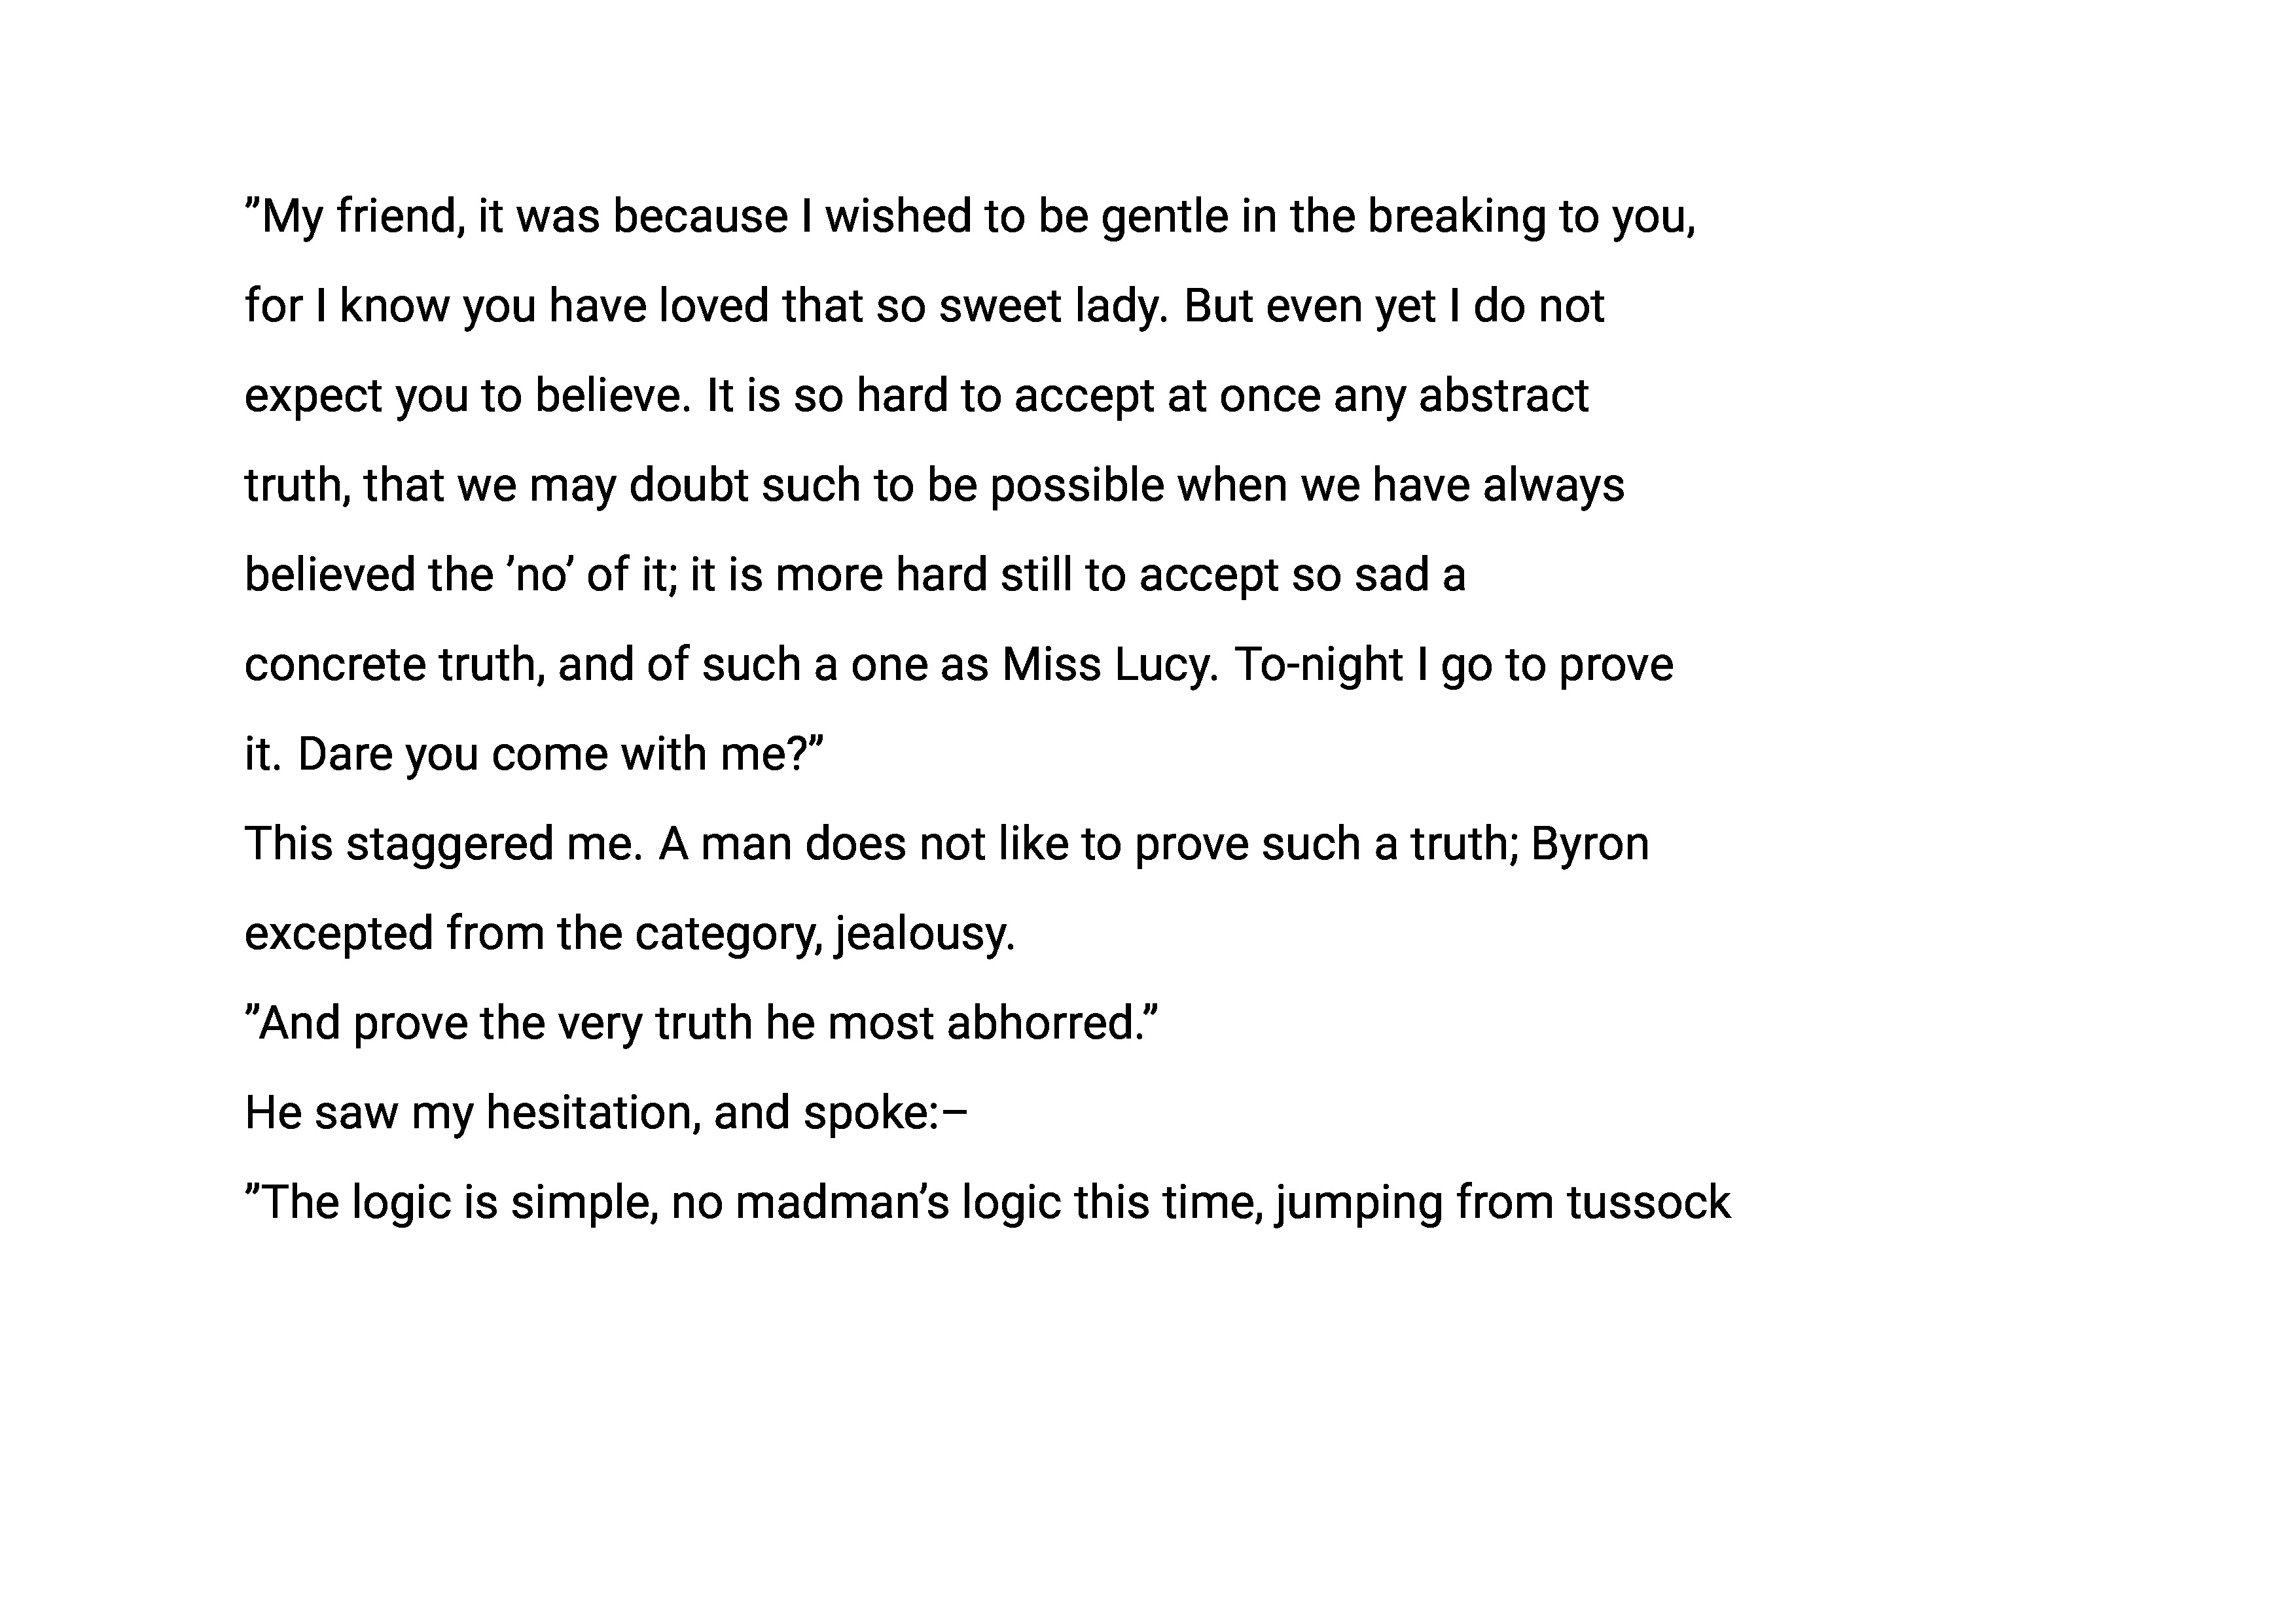 ”My friend, it was because I wished to be gentle in the breaking to you,
for I know you have loved that so sweet lady. But even yet I do not
expect you to believe. It is so hard to accept at once any abstract
truth, that we may doubt such to be possible when we have always
believed the ’no’ of it; it is more hard still to accept so sad a
concrete truth, and of such a one as Miss Lucy. To-night I go to prove
it. Dare you come with me?”
This staggered me. A man does not like to prove such a truth; Byron
excepted from the category, jealousy.
”And prove the very truth he most abhorred.”
He saw my hesitation, and spoke:–
”The logic is simple, no madman’s logic this time, jumping from tussock